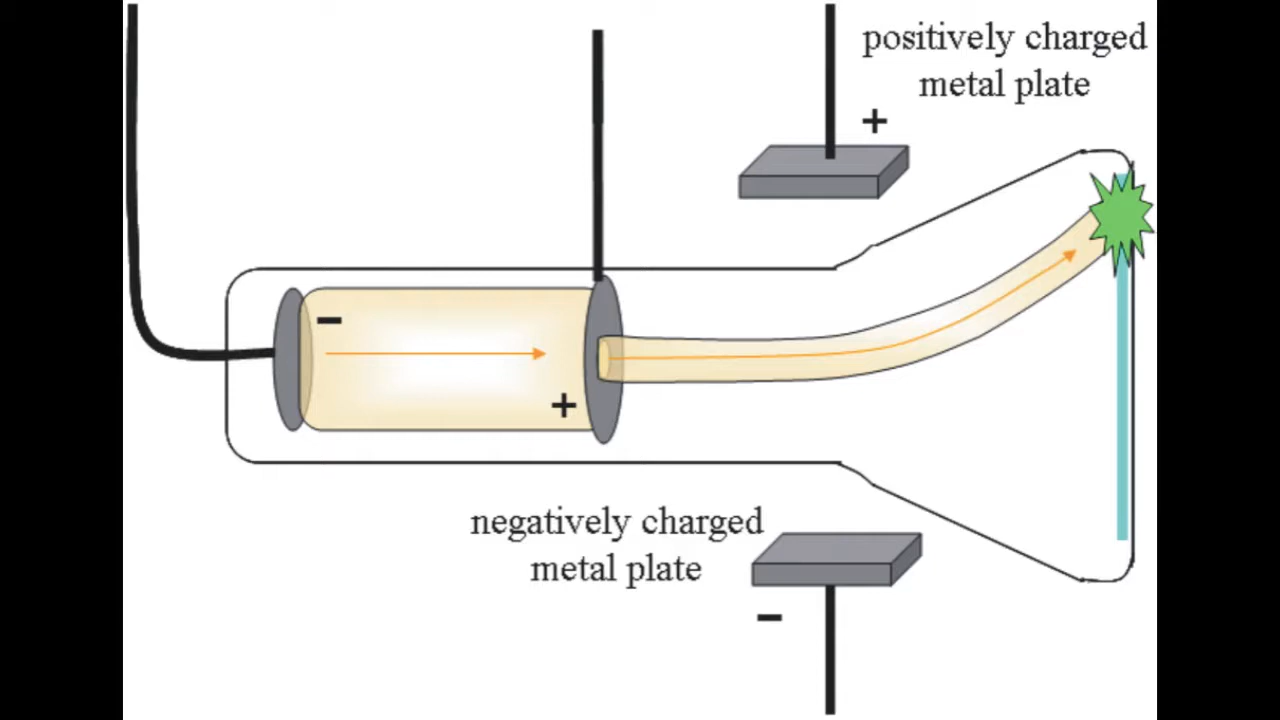 positively charged
metal plate
+
-
+
negatively charged
metal plate
-